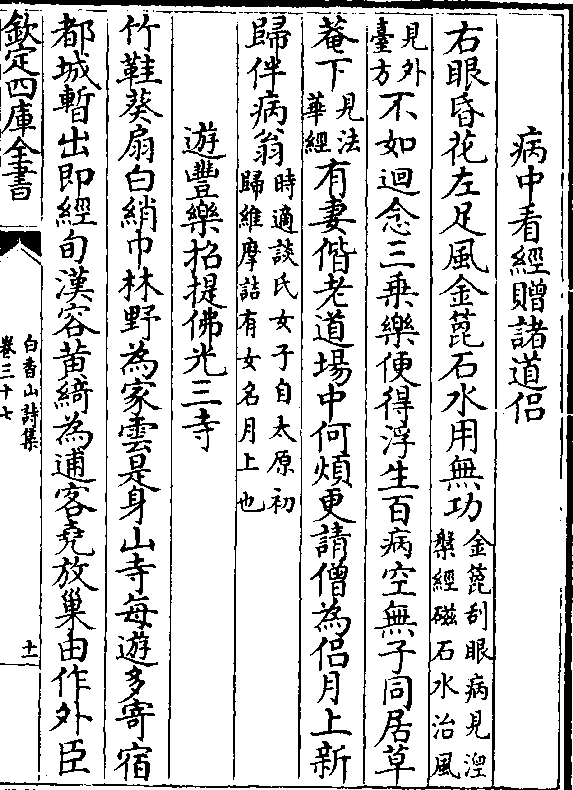 病中看經贈諸道侶
右眼昏花左足風金篦石水用無功金篦刮眼病見湼槃經磁石水治風
見外臺方不如迴念三乗樂便得浮生百病空無子同居草
菴下見法華經有妻偕老道場中何煩更請僧為侶月上新
歸伴病翁時適談氏女子自太原初歸維摩詰有女名月上也
遊豐樂招提佛光三寺
竹鞋葵扇白綃巾林野為家雲是身山寺每遊多寄宿
都城暫出即經旬漢容黄綺為逋客堯放巢由作外臣
欽定四庫全書
白香山詩集
卷三十七
十一